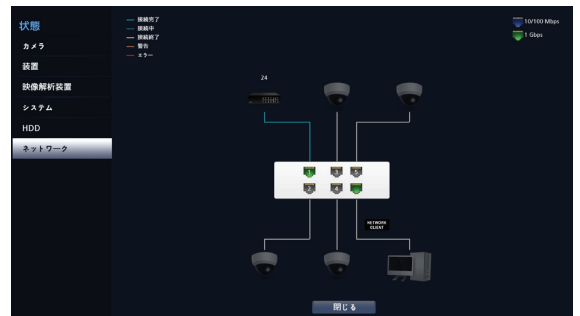 状態
カメラ
装置
映像解析装置
システム
HDD
ネットワーク
接続完了
接続中
接続終了
警告
エラー
10/100 Mbps
1 Gbps
24
1 3 5
2 4
NETWORK
CLIENT
閉じる